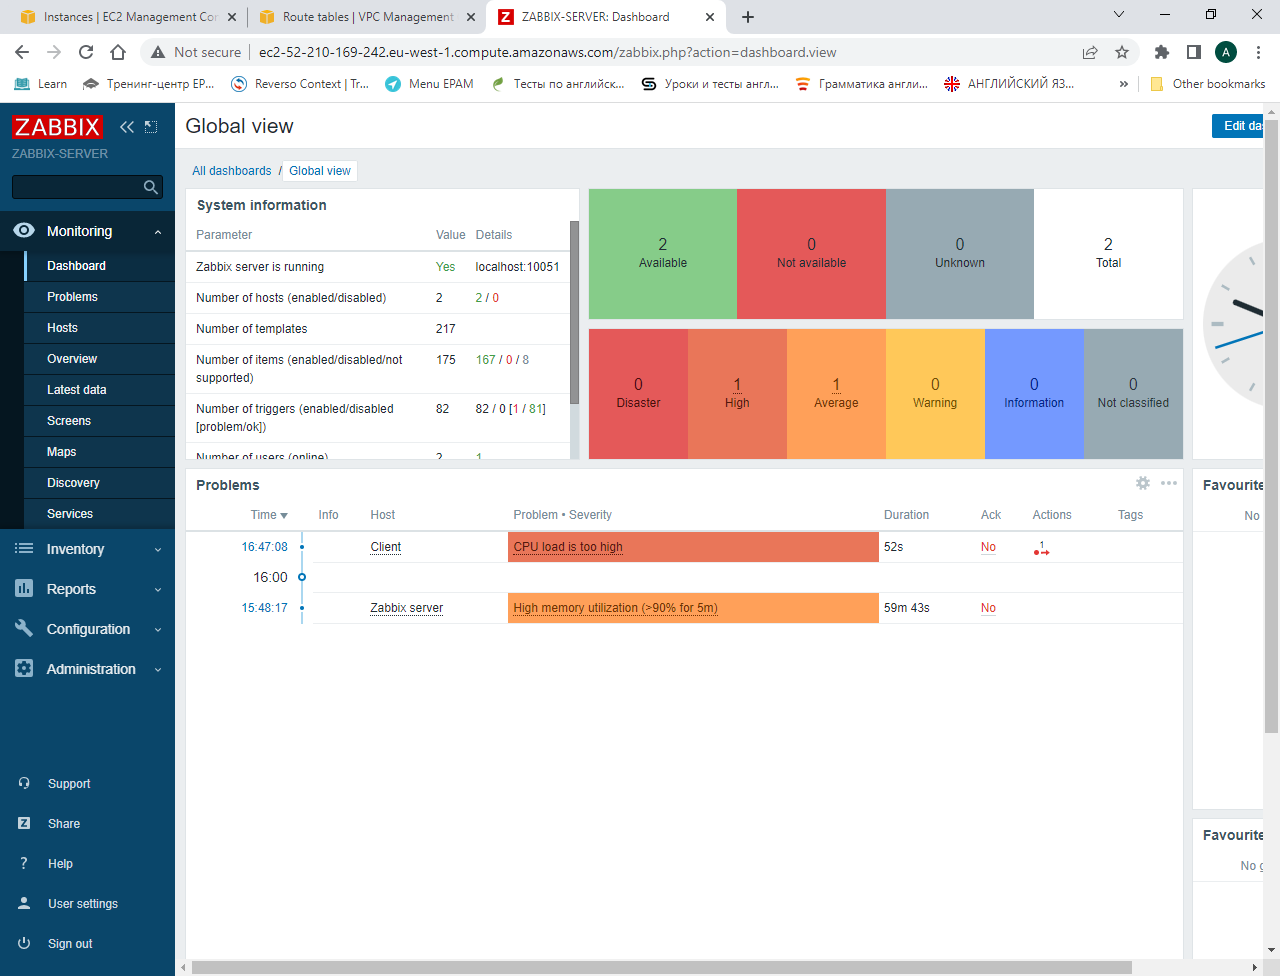 Instances | EC2 Management Con
Route tables | VPC Management
ZABBIX-SERVER: Dashboard
Not secure
ec2-52-210-169-242.eu-west-1.compute.amazonaws.com/zabbix.php?action=dashboard.view
A
Learn
Тренинг-центр EP...
Reverso Context | Tr...
Menu EPAM
Тесты по английск...
Уроки и тесты англ...
Грамматика англи...
АНГЛИЙСКИЙ ЯЗ...
»
Other bookmarks
ZABBIX
ZABBIX-SERVER
Monitoring
Dashboard
Problems
Hosts
Overview
Latest data
Screens
Maps
Discovery
Services
Inventory
Reports
Configuration
Administration
Support
Share
Help
User settings
Sign out
Global view
Edit das
All dashboards / Global view
System information
Parameter Value Details
Zabbix server is running Yes localhost:10051
Number of hosts (enabled/disabled) 2 2 / 0
Number of templates 217
Number of items (enabled/disabled/not supported) 175 167 / 0 / 8
Number of triggers (enabled/disabled [problem/ok]) 82 82 / 0 [1 / 81]
Number of users (online) 2 1
2
Available
0
Not available
0
Unknown
2
Total
0
Disaster
1
High
1
Average
0
Warning
0
Information
0
Not classified
Problems
Time Info Host Problem • Severity Duration Ack Actions Tags
16:47:08 Client CPU load is too high 52s No 1
16:00
15:48:17 Zabbix server High memory utilization (>90% for 5m) 59m 43s No
Favourite
No
Favourite
No g